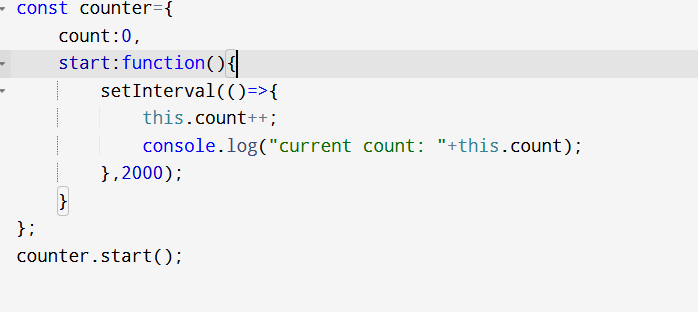 const counter={
count:0,
start:function(){
setInterval(()=>{
this.count++;
console.log("current count: "+this.count);
},2000);
}
};
counter.start();